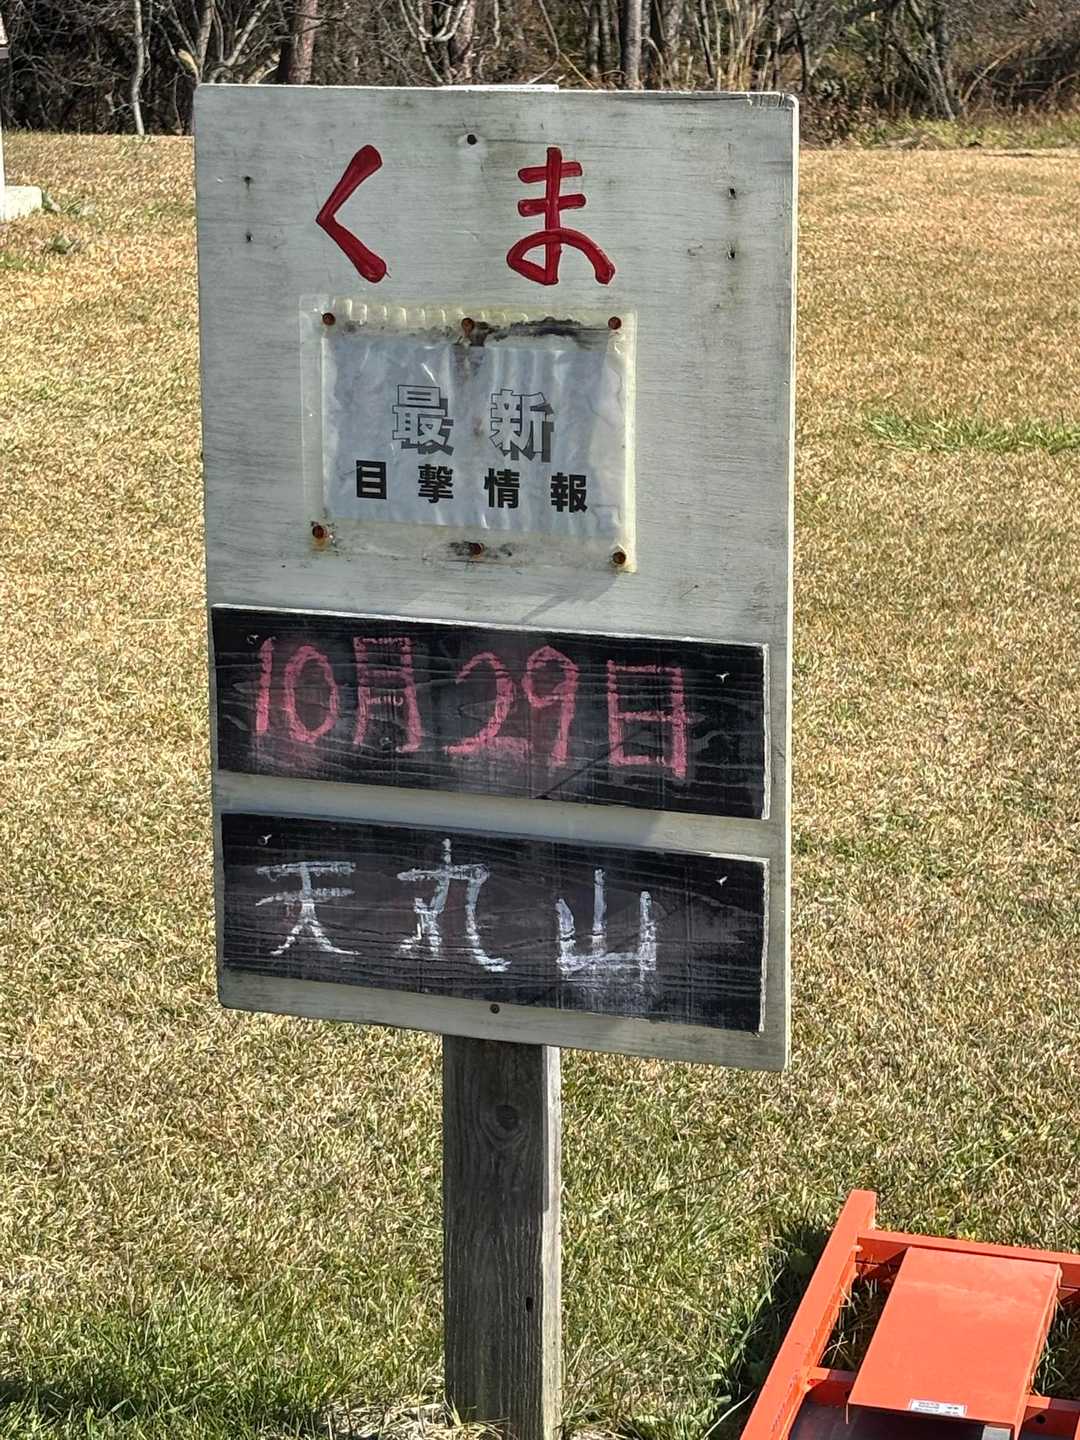 くま
最新
目撃情報
10月29日
天丸山